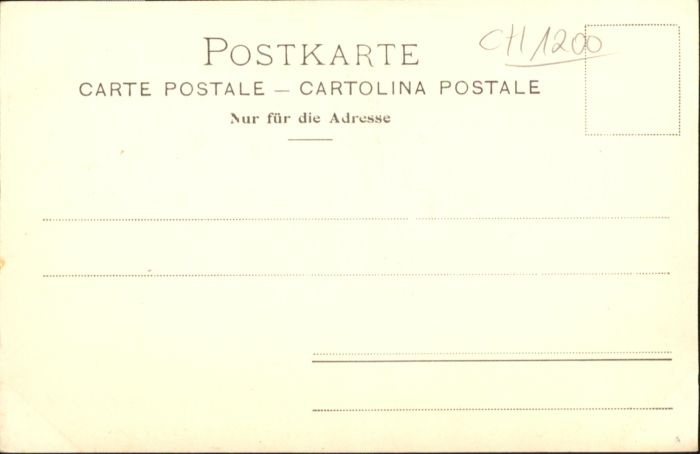 POSTKARTE
CH 1200
CARTE POSTALE — CARTOLINA POSTALE
Nur für die Adresse